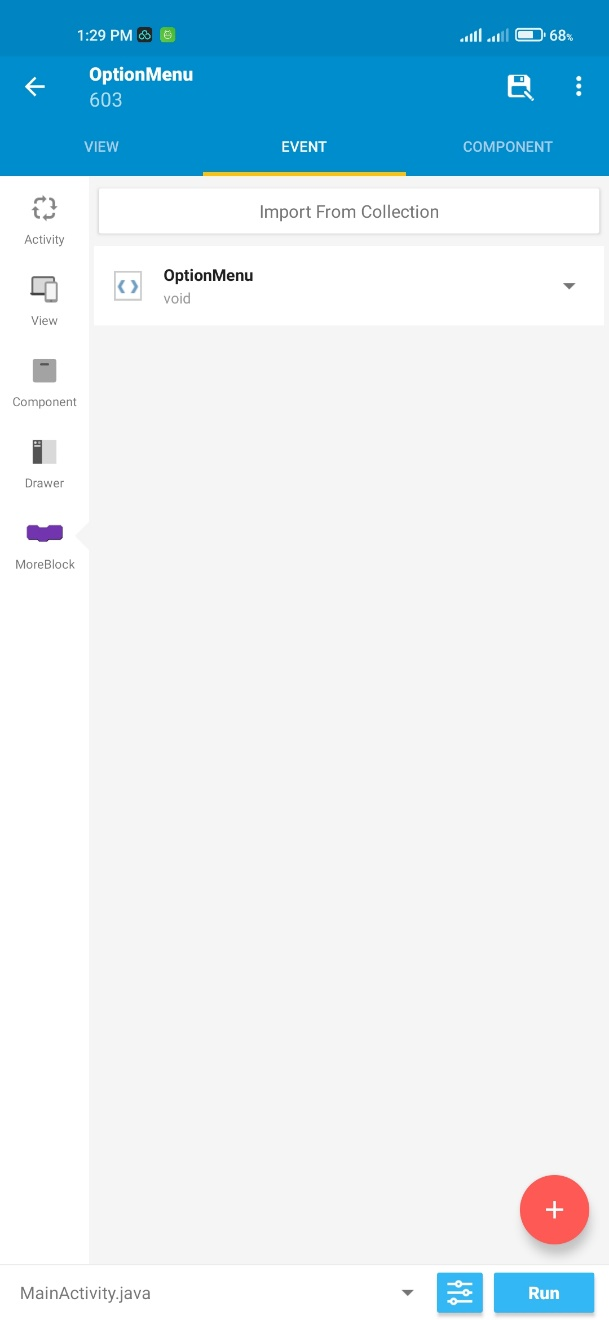 1:29 PM 68%
OptionMenu
603
VIEW EVENT COMPONENT
Activity
View
Component
Drawer
MoreBlock
Import From Collection
OptionMenu
void
MainActivity.java Run